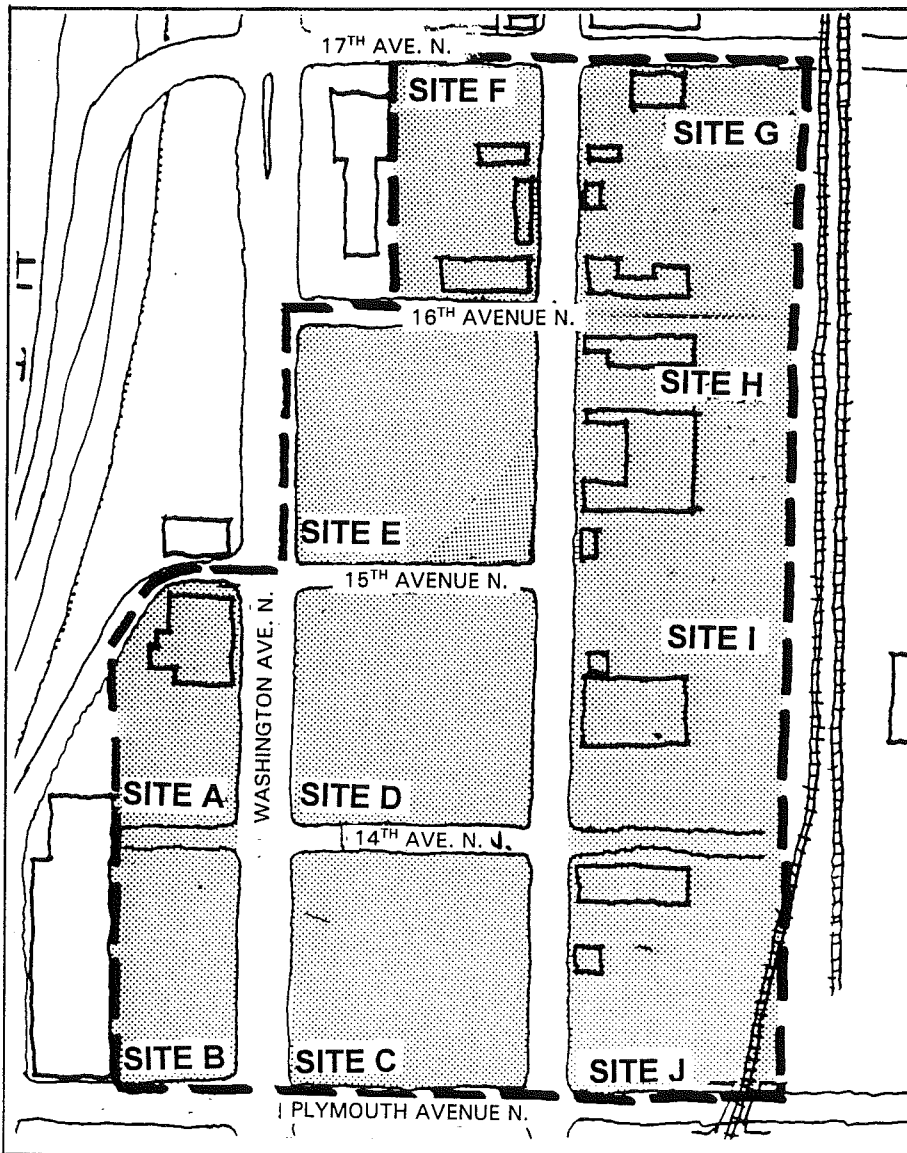 17TH AVE. N.
SITE F
SITE G
16TH AVENUE N.
SITE H
SITE E
15TH AVENUE N.
WASHINGTON AVE. N.
SITE I
SITE A
SITE D
14TH AVE. N.
SITE B
SITE C
SITE J
PLYMOUTH AVENUE N.